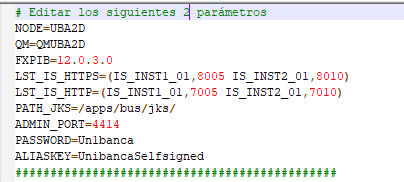 # Editar los siguientes 2 parámetros
NODE=UBA2D
QM=QMUBA2D
FXPIB=12.0.3.0
LST_IS_HTTPS=(IS_INST1_01,8005 IS_INST2_01,8010)
LST_IS_HTTP=(IS_INST1_01,7005 IS_INST2_01,7010)
PATH_JKS=/apps/bus/jks/
ADMIN_PORT=4414
PASSWORD=Un1banca
ALIASKEY=UnibancaSelfsigned
##############################################